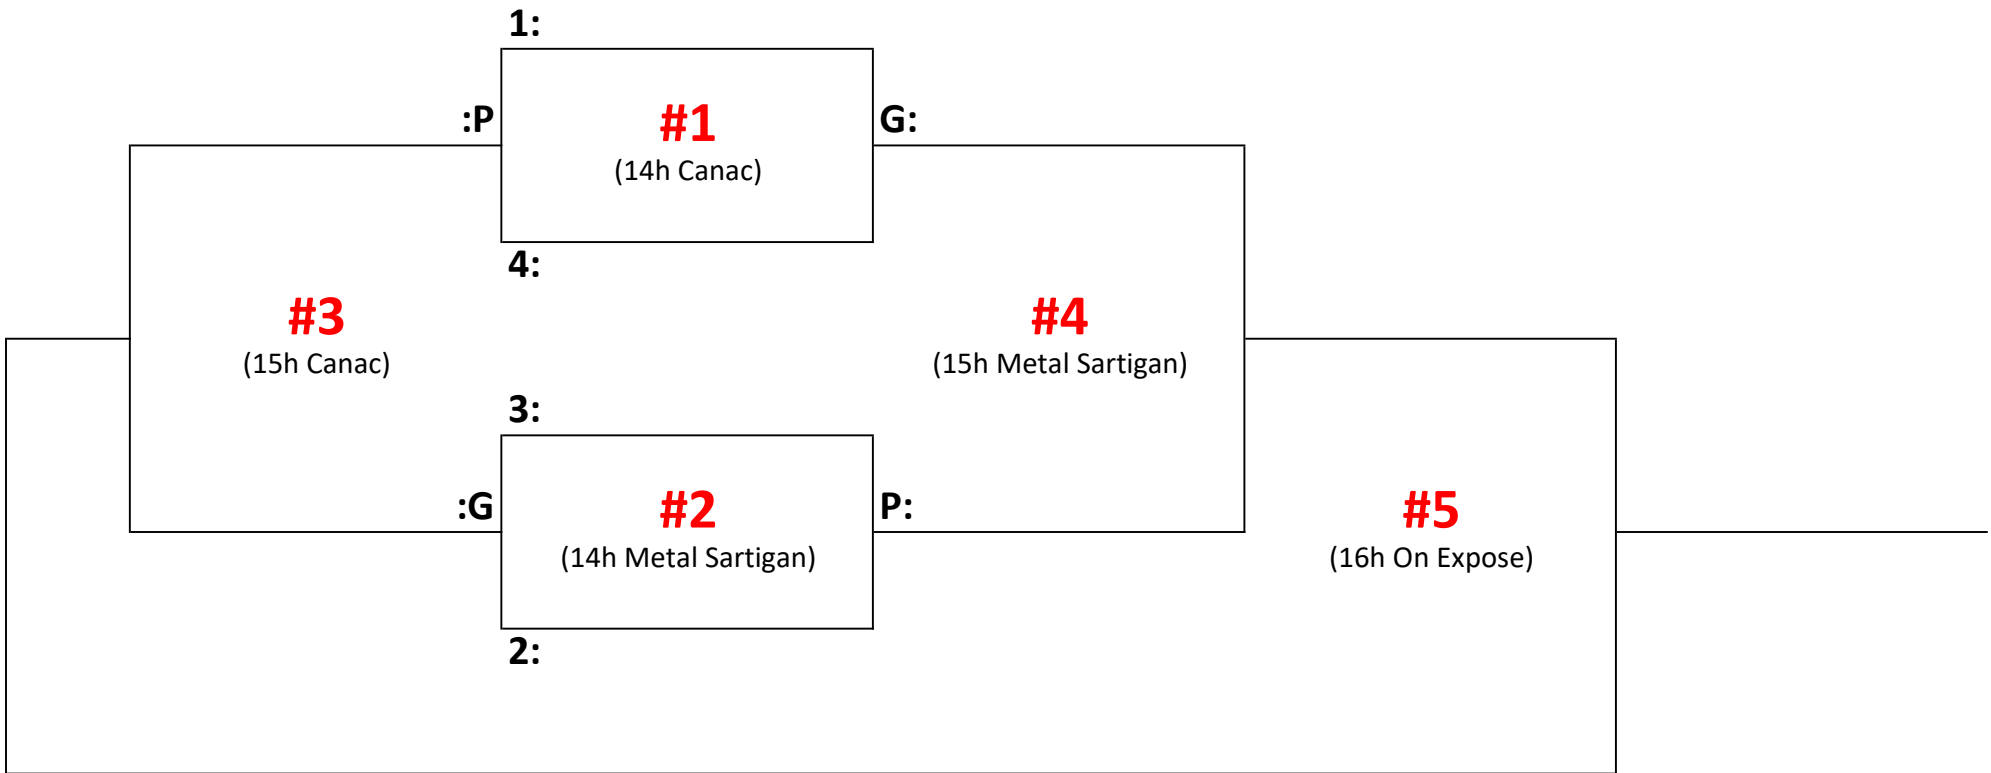 1:
:P
#1
G:
(14h Canac)
4:
#3
#4
(15h Canac)
(15h Metal Sartigan)
3:
:G
#2
P:
#5
(14h Metal Sartigan)
(16h On Expose)
2: